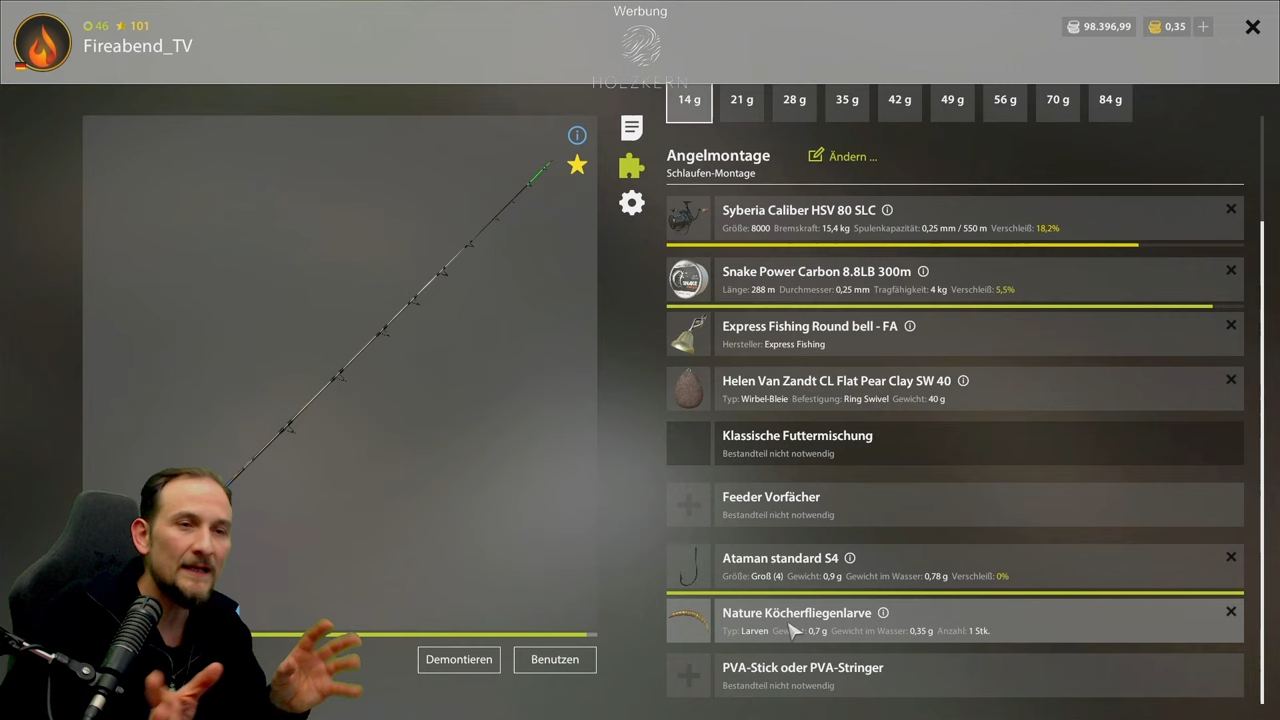 Werbung
46 101
98.396,99
0,35
Fireabend_TV
HOLZKERN
14 g
21 g
28 g
35 g
42 g
49 g
56 g
70 g
84 g
Angelmontage
Ändern ...
Schlaufen-Montage
Syberia Caliber HSV 80 SLC
Größe: 8000 Bremskraft: 15,4 kg Spulenkapazität: 0,25 mm / 550 m Verschleiß: 18,2%
Snake Power Carbon 8.8LB 300m
Länge: 288 m Durchmesser: 0,25 mm Tragfähigkeit: 4 kg Verschleiß: 5,5%
Express Fishing Round bell - FA
Hersteller: Express Fishing
Helen Van Zandt CL Flat Pear Clay SW 40
Typ: Wirbel-Bleie Befestigung: Ring Swivel Gewicht: 40 g
Klassische Futtermischung
Bestandteil nicht notwendig
Feeder Vorfächer
Bestandteil nicht notwendig
Ataman standard S4
Größe: Groß (4) Gewicht: 0,9 g Gewicht im Wasser: 0,78 g Verschleiß: 0%
Nature Köcherfliegenlarve
Typ: Larven 0,7 g Gewicht im Wasser: 0,35 g Anzahl: 1 Stk.
PVA-Stick oder PVA-Stringer
Bestandteil nicht notwendig
Demontieren
Benutzen